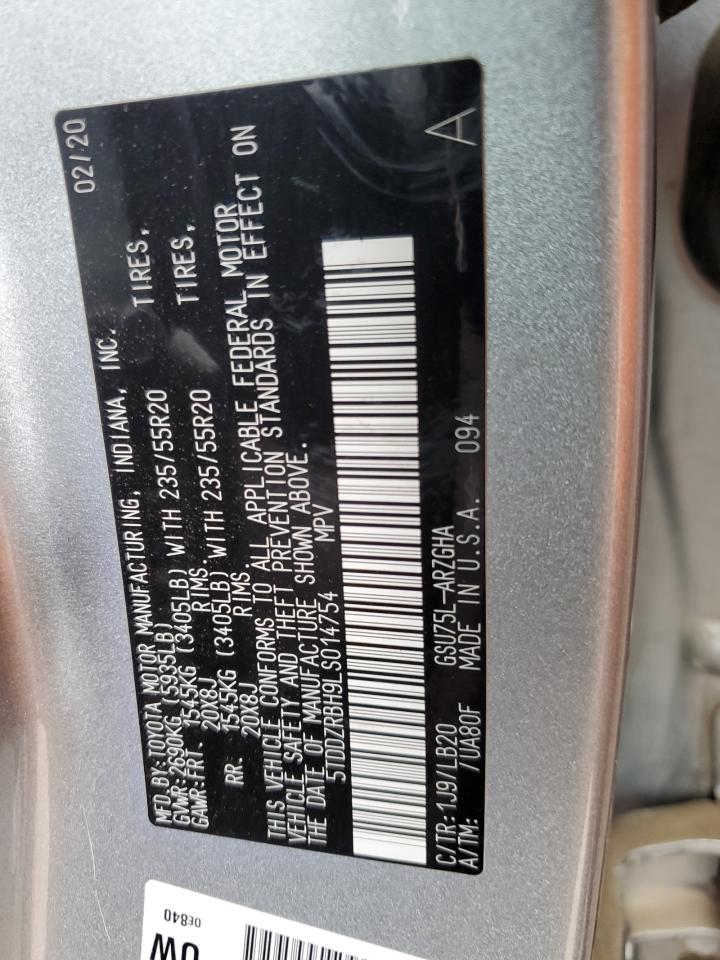 MFD.BY:TOYOTA MOTOR MANUFACTURING, INDIANA, INC. 02/20
GVWR:2690KG (5935LB)
GAWR:FRT. 1545KG (3405LB) WITH 235/55R20 TIRES,
20X8J RIMS.
RR. 1545KG (3405LB) WITH 235/55R20 TIRES,
20X8J RIMS.
THIS VEHICLE CONFORMS TO ALL APPLICABLE FEDERAL MOTOR
VEHICLE SAFETY AND THEFT PREVENTION STANDARDS IN EFFECT ON
THE DATE OF MANUFACTURE SHOWN ABOVE.
5TDDZRBH9LS014754 MPV
C/TR:1J9/LB20 GSU75L-ARZGHA A
A/TM: /UA80F MADE IN U.S.A. 094
0E840